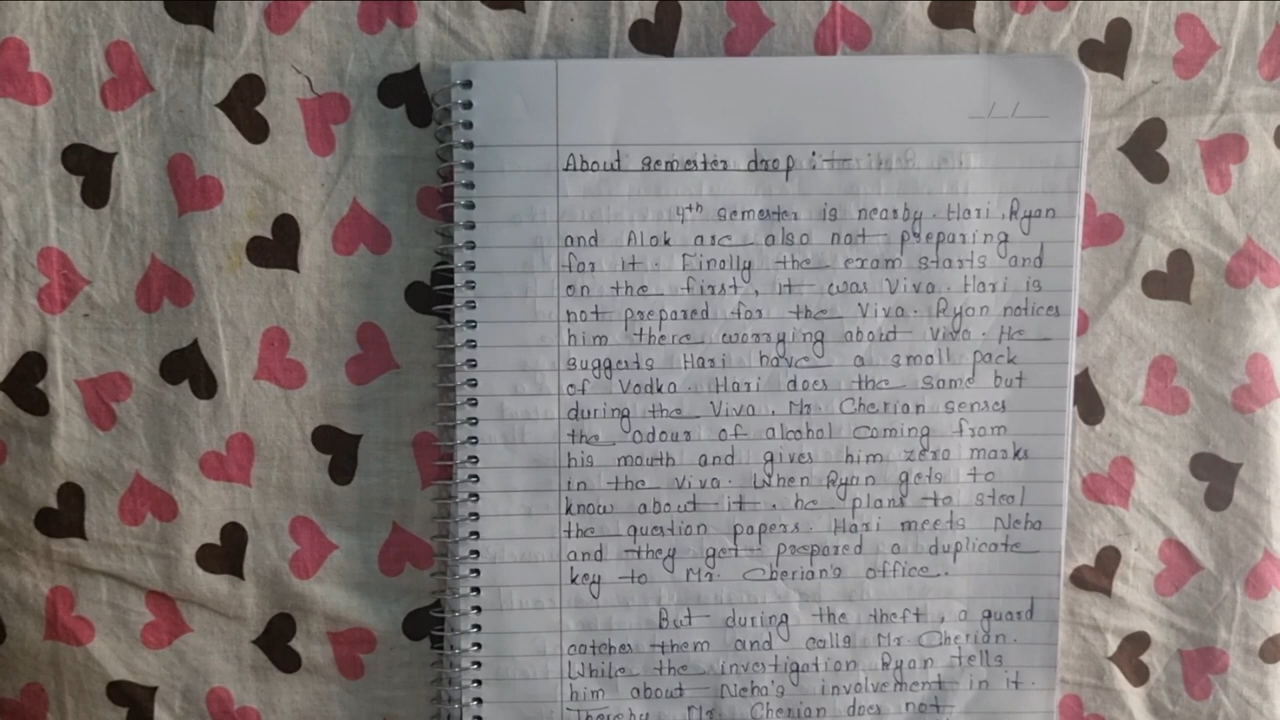 About semester drop :-
4th semester is nearby. Hari, Ryan
and Alok are also not preparing
for it. Finally the exam starts and
on the first, it was Viva. Hari is
not prepared for the Viva. Ryan notices
him there worrying about viva. He
suggests Hari have a small pack
of Vodka. Hari does the same but
during the Viva, Mr. Cherian senses
the odour of alcohol coming from
his mouth and gives him zero marks
in the viva. When Ryan gets to
know about it, he plans to steal
the question papers. Hari meets Neha
and they get prepared a duplicate
key to Mr. Cherian's office.
But during the theft, a guard
catches them and calls Mr. Cherian.
While the investigation Ryan tells
him about Neha's involvement in it.
Thereby Mr. Cherian does not